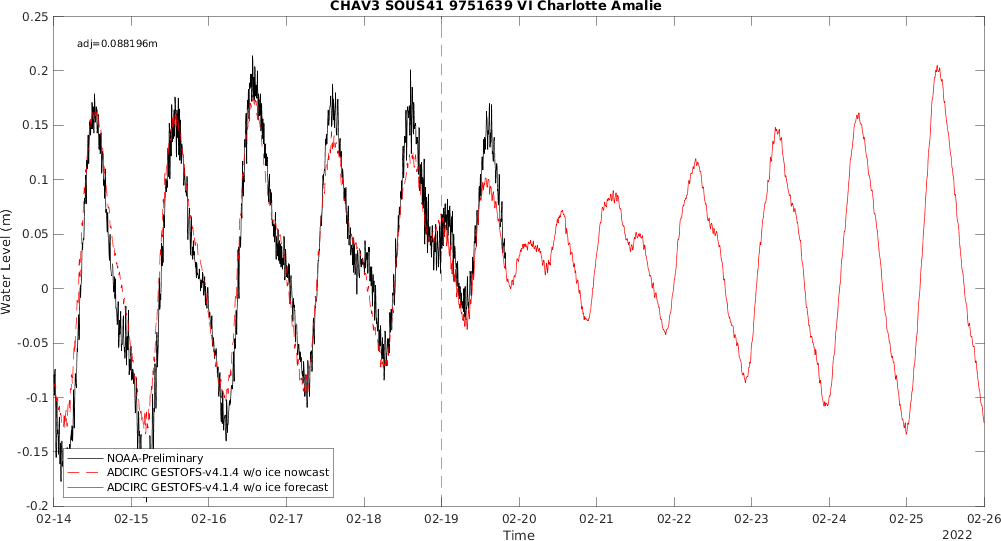 CHAV3 SOUS41 9751639 VI Charlotte Amalie
adj=0.088196m
Water Level (m)
0.25
0.2
0.15
0.1
0.05
0
-0.05
-0.1
-0.15
-0.2
NOAA-Preliminary
ADCIRC GESTOFS-v4.1.4 w/o ice nowcast
ADCIRC GESTOFS-v4.1.4 w/o ice forecast
02-14 02-15 02-16 02-17 02-18 02-19 02-20 02-21 02-22 02-23 02-24 02-25 02-26
Time
2022